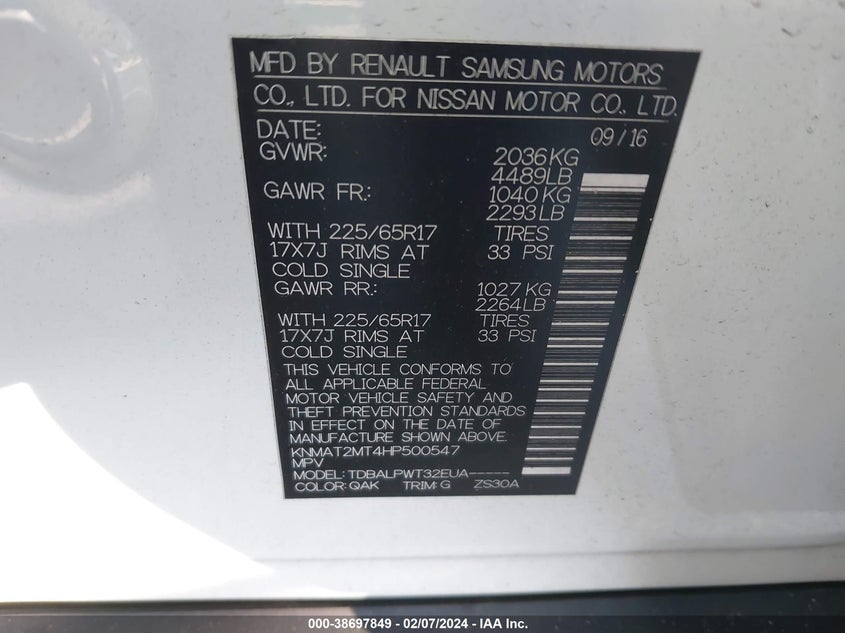 MFD BY RENAULT SAMSUNG MOTORS
CO., LTD. FOR NISSAN MOTOR CO., LTD.
DATE: 09/16
GVWR: 2036KG
4489LB
GAWR FR.: 1040 KG
2293LB
WITH 225/65R17 TIRES
17X7J RIMS AT 33 PSI
COLD SINGLE
GAWR RR.: 1027 KG
2264LB
WITH 225/65R17 TIRES
17X7J RIMS AT 33 PSI
COLD SINGLE
THIS VEHICLE CONFORMS TO
ALL APPLICABLE FEDERAL
MOTOR VEHICLE SAFETY AND
THEFT PREVENTION STANDARDS
IN EFFECT ON THE DATE OF
MANUFACTURE SHOWN ABOVE.
KNMAT2MT4HP500547
MPV
MODEL: TDBALPWT32EUA-----
COLOR: QAK TRIM: G ZS30A
000-38697849 - 02/07/2024 - IAA Inc.